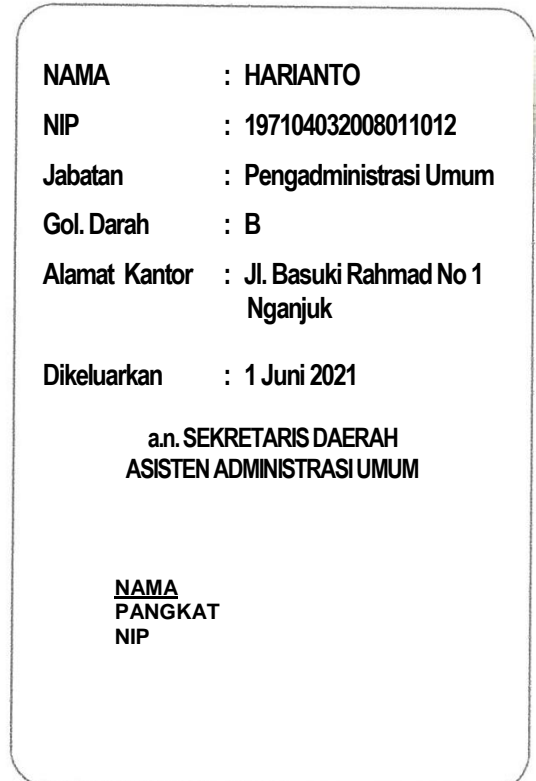 NAMA : HARIANTO
NIP : 197104032008011012
Jabatan : Pengadministrasi Umum
Gol. Darah : B
Alamat Kantor : Jl. Basuki Rahmad No 1
Nganjuk
Dikeluarkan : 1 Juni 2021
a.n. SEKRETARIS DAERAH
ASISTEN ADMINISTRASI UMUM
NAMA
PANGKAT
NIP